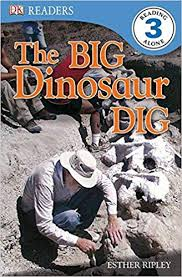 DK READERS
READING
3
ALONE
The BIG
Dinosaur
DIG
ESTHER RIPLEY